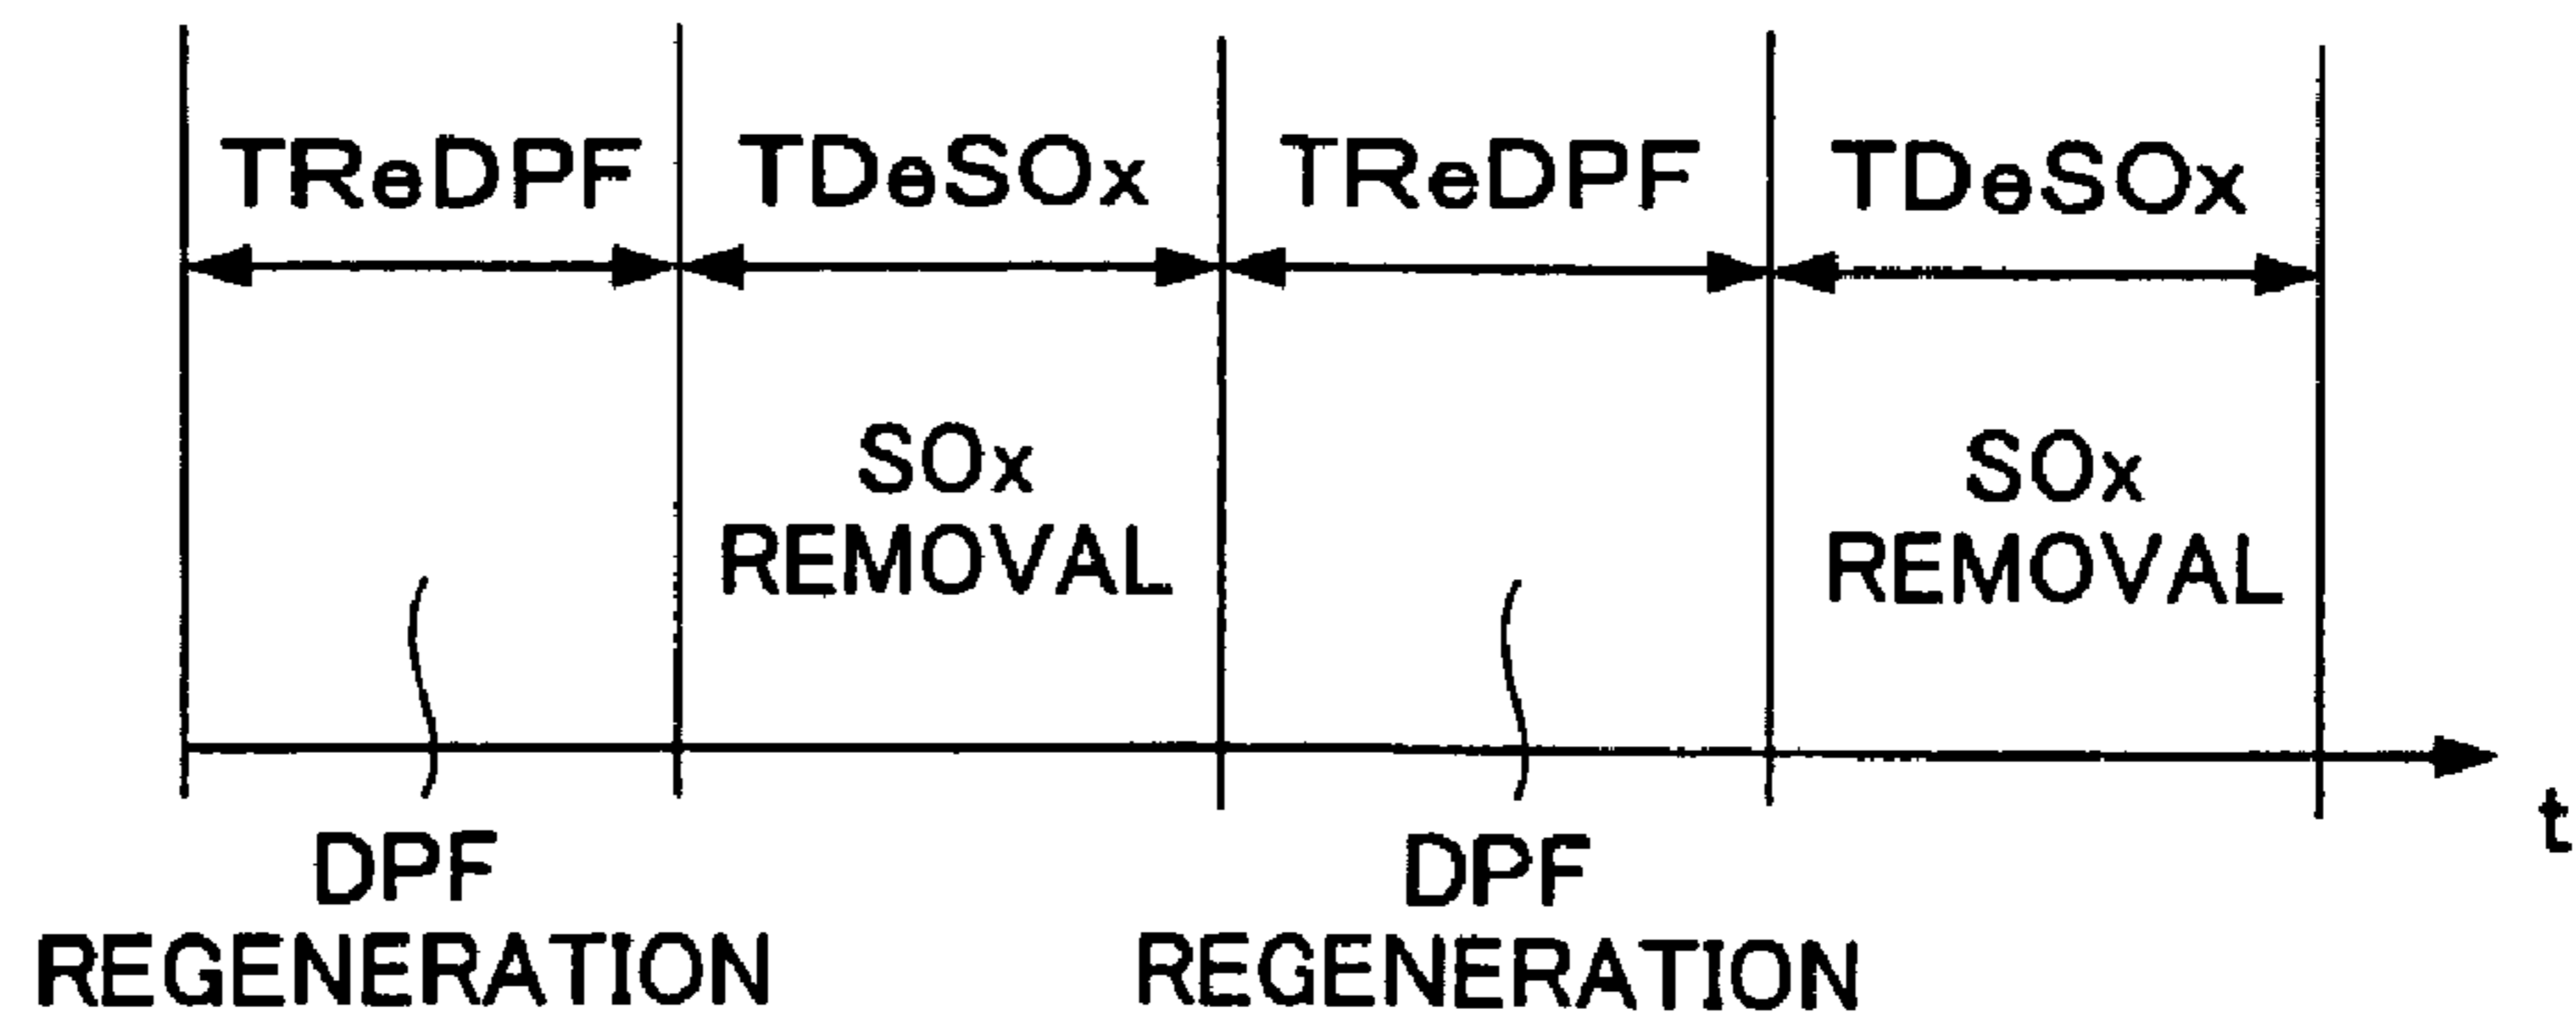 TReDPF TDeSOx TReDPF TDeSOx
SOx
REMOVAL
SOx
REMOVAL
t
DPF
REGENERATION
DPF
REGENERATION